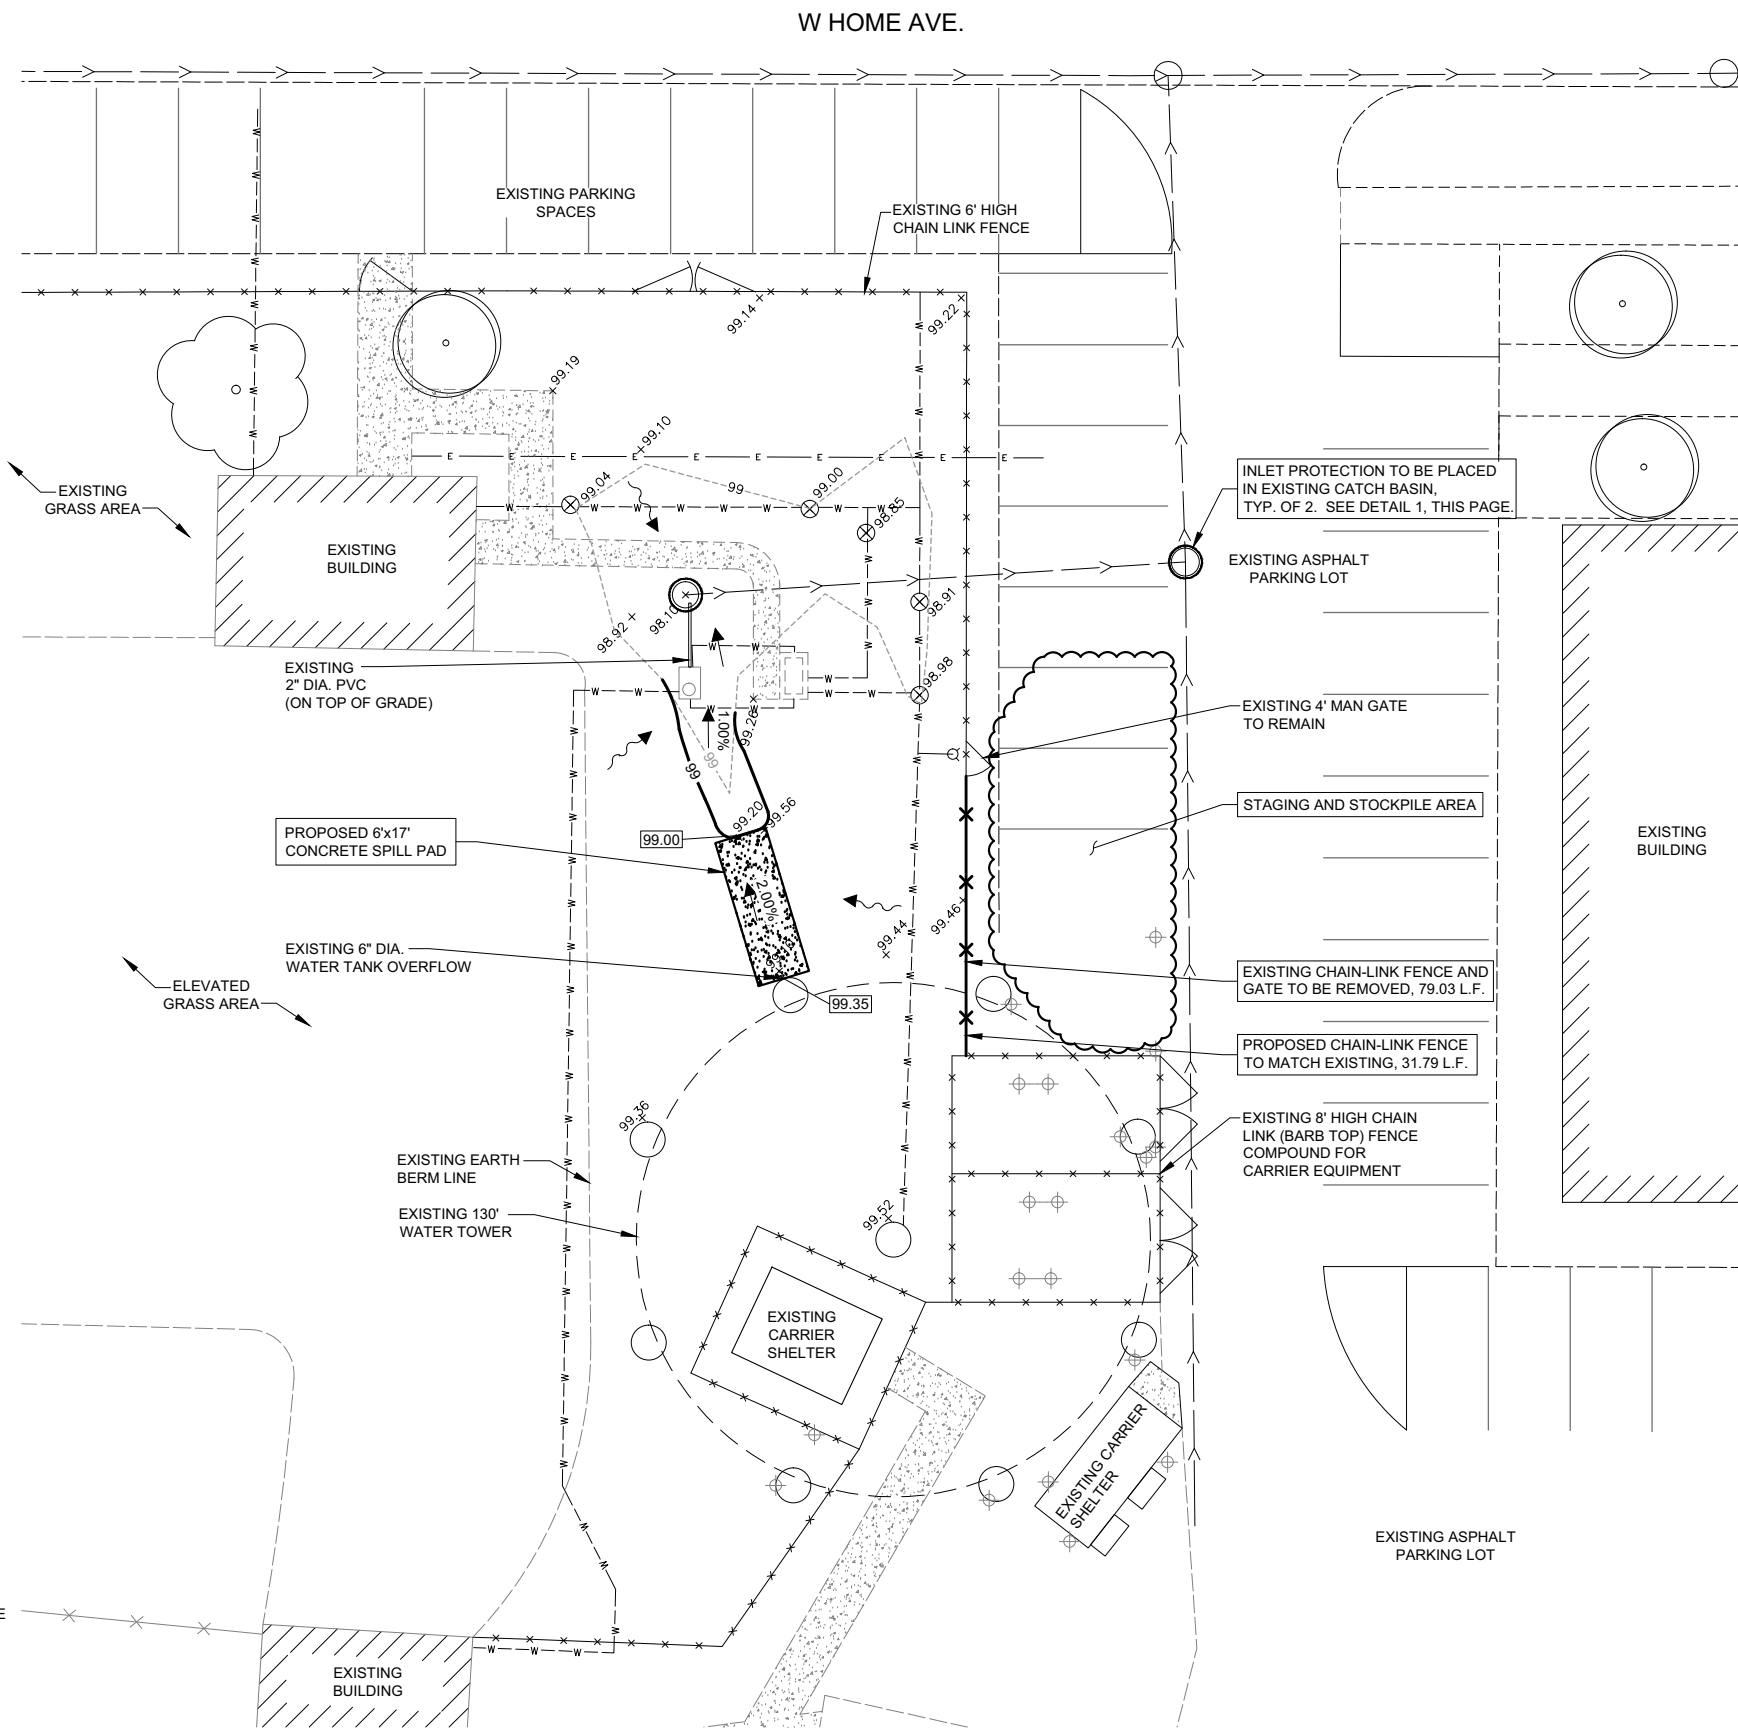 W HOME AVE.
EXISTING PARKING
SPACES
EXISTING 6' HIGH
CHAIN LINK FENCE
99.14
99.22
99.19
99.10
EXISTING
GRASS AREA
99.04
99
99.00
98.85
INLET PROTECTION TO BE PLACED
IN EXISTING CATCH BASIN,
TYP. OF 2. SEE DETAIL 1, THIS PAGE.
EXISTING
BUILDING
EXISTING ASPHALT
PARKING LOT
98.92
98.10
98.91
EXISTING
2" DIA. PVC
(ON TOP OF GRADE)
98.98
EXISTING 4' MAN GATE
TO REMAIN
1.00%
99.26
99
99
STAGING AND STOCKPILE AREA
PROPOSED 6'x17'
CONCRETE SPILL PAD
99.00
99.20
99.56
EXISTING
BUILDING
2.00%
99.46
99.44
EXISTING 6" DIA.
WATER TANK OVERFLOW
99.35
ELEVATED
GRASS AREA
EXISTING CHAIN-LINK FENCE AND
GATE TO BE REMOVED, 79.03 L.F.
PROPOSED CHAIN-LINK FENCE
TO MATCH EXISTING, 31.79 L.F.
99.36
EXISTING EARTH
BERM LINE
EXISTING 8' HIGH CHAIN
LINK (BARB TOP) FENCE
COMPOUND FOR
CARRIER EQUIPMENT
EXISTING 130'
WATER TOWER
99.52
EXISTING
CARRIER
SHELTER
EXISTING CARRIER
SHELTER
EXISTING ASPHALT
PARKING LOT
E
EXISTING
BUILDING